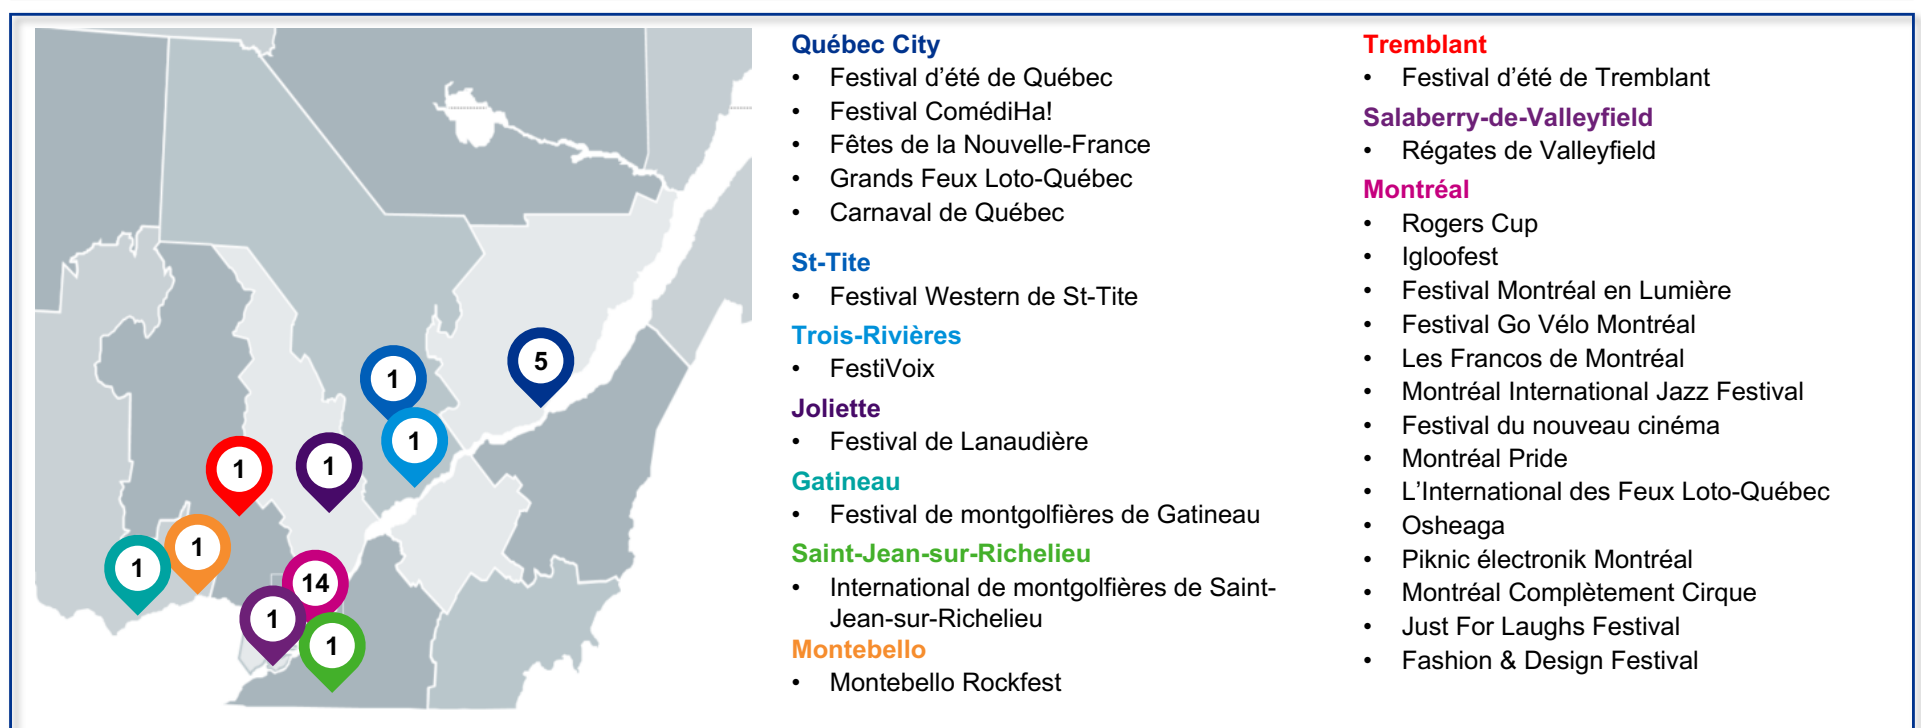 5
1
1
1
1
1
1
14
1
1
Québec City
• Festival d'été de Québec
• Festival ComédiHa!
• Fêtes de la Nouvelle-France
• Grands Feux Loto-Québec
• Carnaval de Québec
St-Tite
• Festival Western de St-Tite
Trois-Rivières
• FestiVoix
Joliette
• Festival de Lanaudière
Gatineau
• Festival de montgolfières de Gatineau
Saint-Jean-sur-Richelieu
• International de montgolfières de Saint-
Jean-sur-Richelieu
Montebello
• Montebello Rockfest
Tremblant
• Festival d'été de Tremblant
Salaberry-de-Valleyfield
• Régates de Valleyfield
Montréal
• Rogers Cup
• Igloofest
• Festival Montréal en Lumière
• Festival Go Vélo Montréal
• Les Francos de Montréal
• Montréal International Jazz Festival
• Festival du nouveau cinéma
• Montréal Pride
• L'International des Feux Loto-Québec
• Osheaga
• Piknic électronik Montréal
• Montréal Complètement Cirque
• Just For Laughs Festival
• Fashion & Design Festival